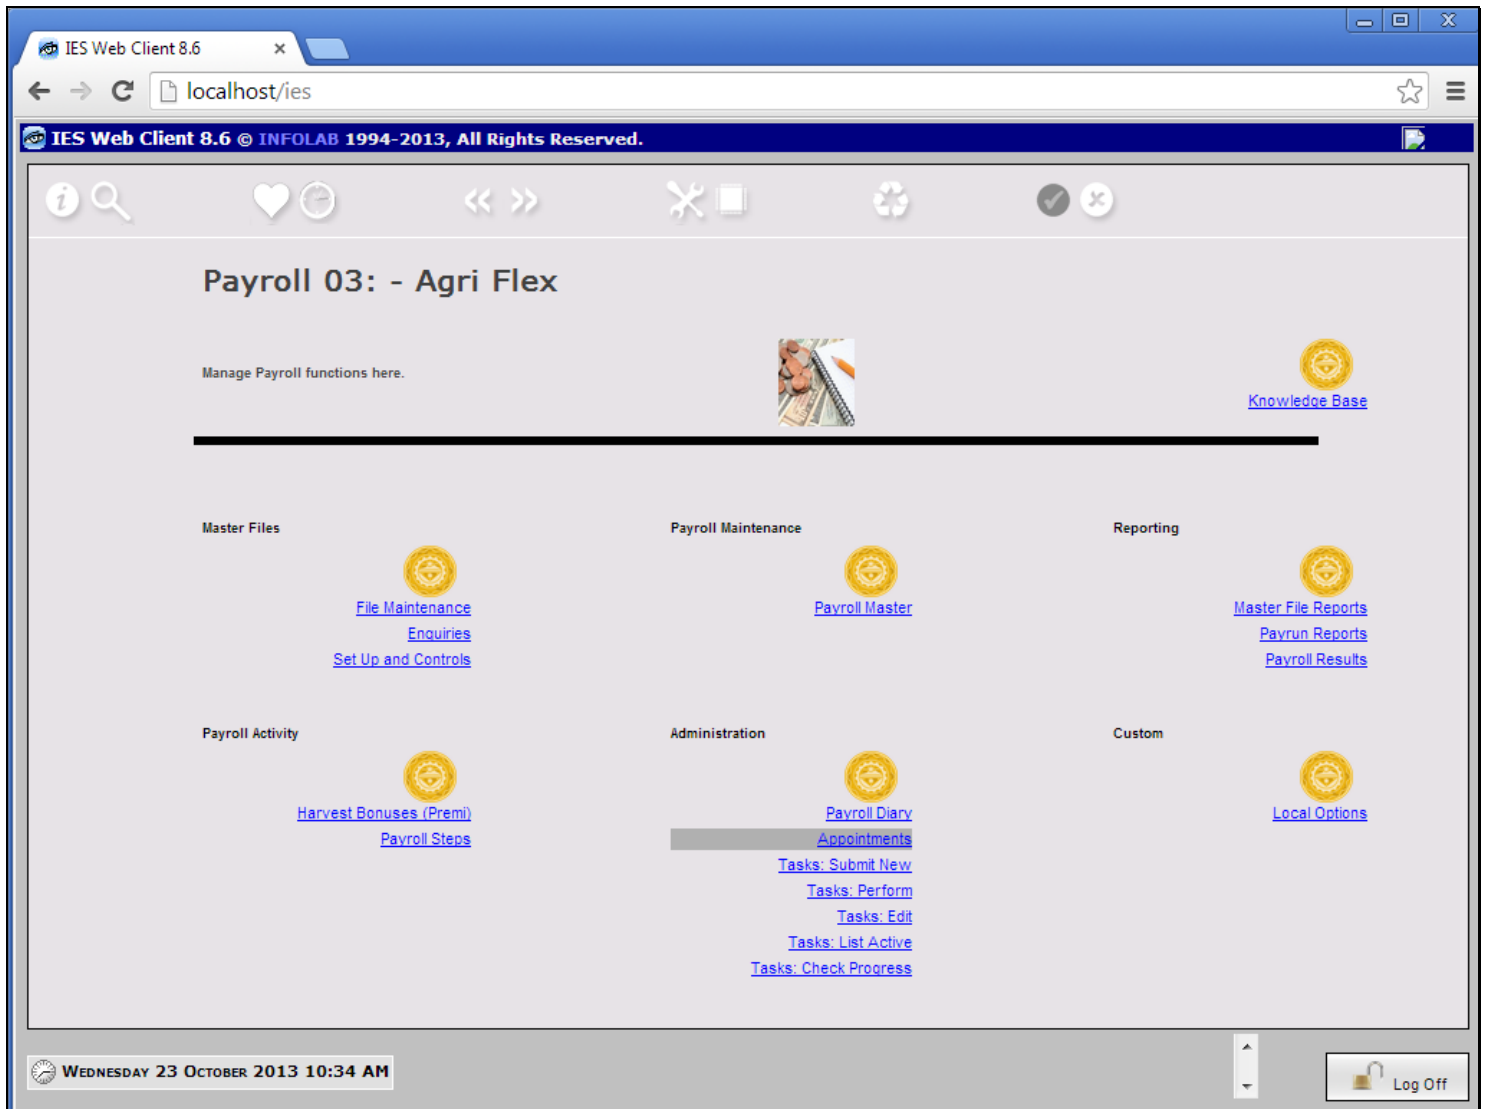 IES Web Client 8.6
localhost/ies
IES Web Client 8.6 © INFOLAB 1994-2013, All Rights Reserved.
Payroll 03: - Agri Flex
Manage Payroll functions here.
Knowledge Base
Master Files
File Maintenance
Enquiries
Set Up and Controls
Payroll Maintenance
Payroll Master
Reporting
Master File Reports
Payrun Reports
Payroll Results
Payroll Activity
Harvest Bonuses (Premi)
Payroll Steps
Administration
Payroll Diary
Appointments
Tasks: Submit New
Tasks: Perform
Tasks: Edit
Tasks: List Active
Tasks: Check Progress
Custom
Local Options
Wednesday 23 October 2013 10:34 AM
Log Off